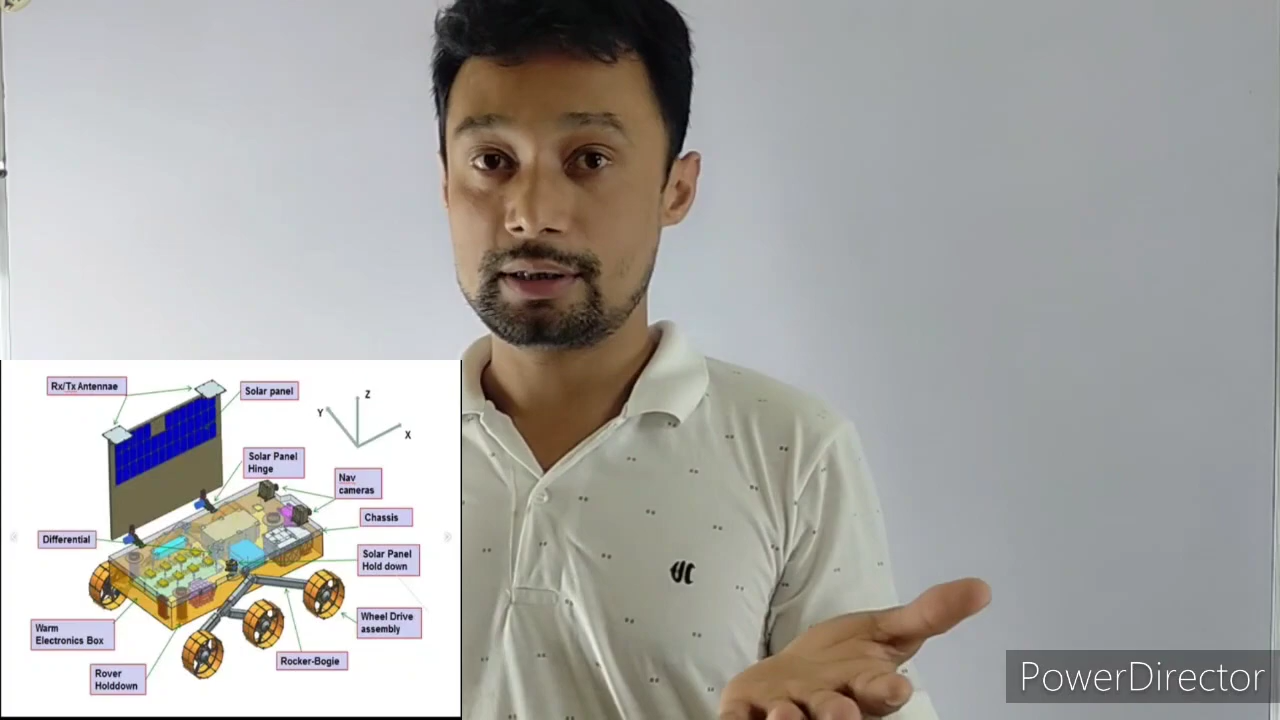 Rx/Tx Antennae
Solar panel
Z
Y
X
Solar Panel
Hinge
Nav
cameras
Chassis
Differential
Solar Panel
Hold down
Wheel Drive
assembly
Warm
Electronics Box
Rocker-Bogie
Rover
Holddown
PowerDirector